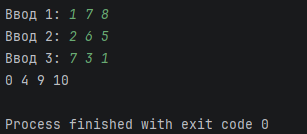 Ввод 1: 1 7 8
Ввод 2: 2 6 5
Ввод 3: 7 3 1
0 4 9 10
Process finished with exit code 0